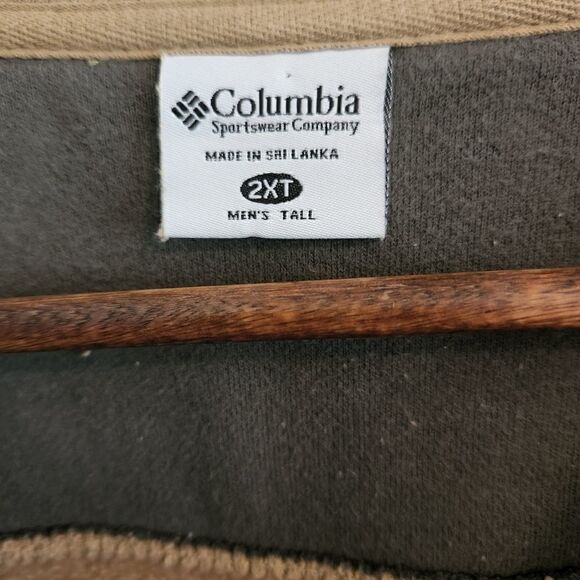 Columbia
Sportswear Company
MADE IN SRI LANKA
2XT
MEN'S TALL